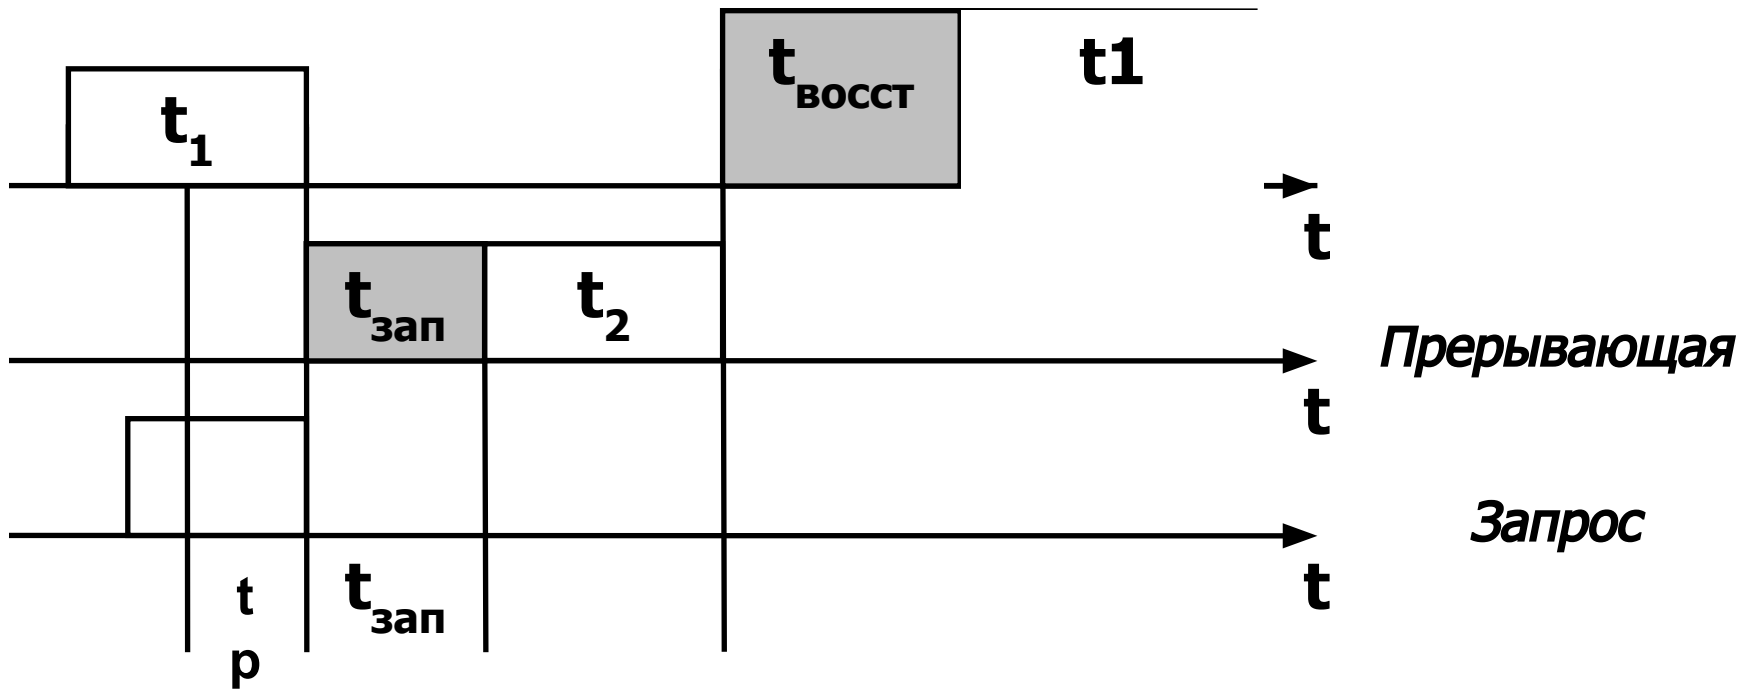 tвосст
t1
t1
t
tзап
t2
Прерывающая
t
Запрос
t
р
tзап
t